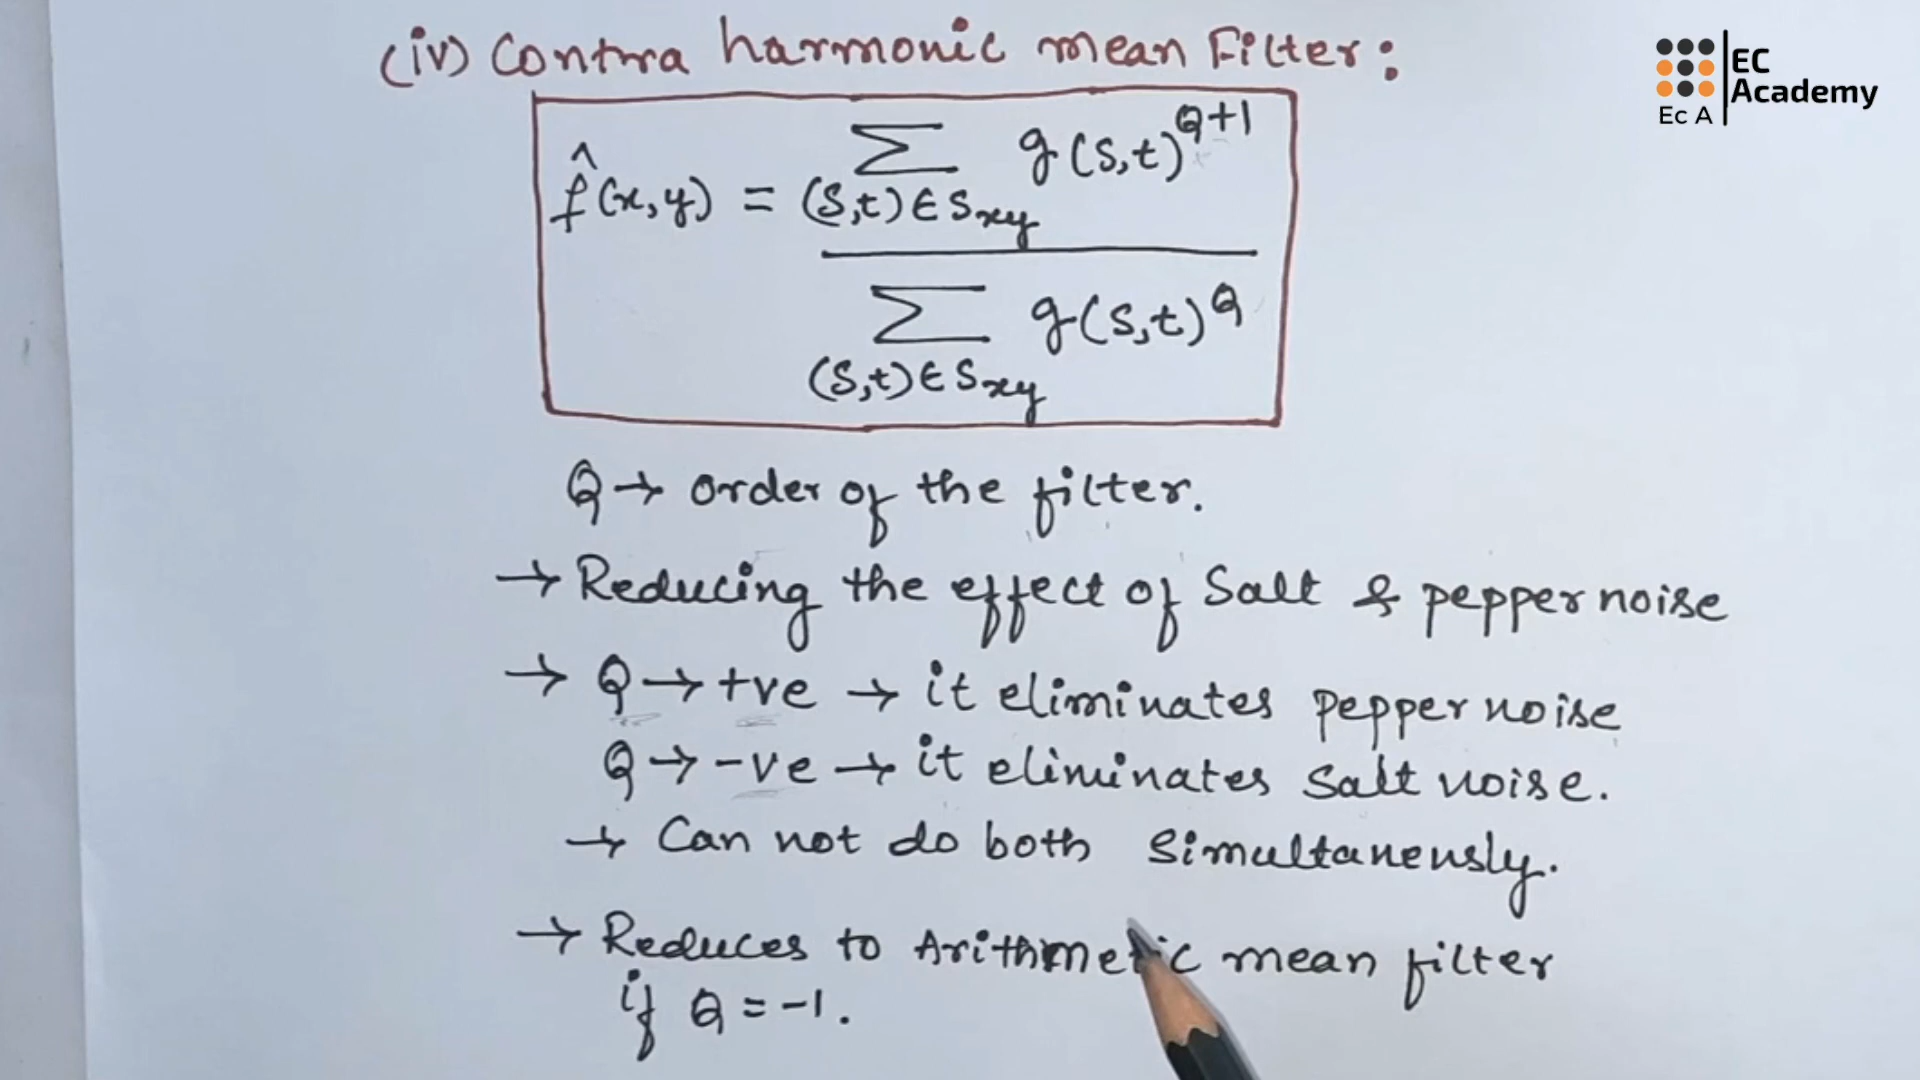 (iv) Contra harmonic mean Filter:
EC
Academy
Ec A
f̂(x,y) = Σ(s,t)∈Sxy g(s,t)^Q+1
Σ(s,t)∈Sxy g(s,t)^Q
Q → order of the filter.
→ Reducing the effect of Salt & pepper noise
→ Q → +ve → it eliminates pepper noise
Q → -ve → it eliminates Salt noise.
→ Can not do both Simultanenusly.
→ Reduces to Arithmetic mean filter
if Q = -1.